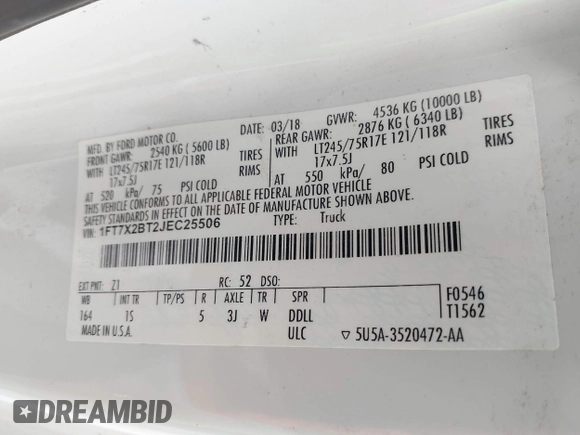 MFD. BY FORD MOTOR CO.
03/18 GVWR: 4536 KG (10000 LB)
FRONT GAWR: 2540 KG ( 5600 LB)
REAR GAWR: 2876 KG ( 6340 LB)
WITH LT245/75R17E 121/118R TIRES
WITH LT245/75R17E 121/118R TIRES
17x7.5J RIMS
17x7.5J RIMS
AT 520 kPa/ 75 PSI COLD
AT 550 kPa/ 80 PSI COLD
THIS VEHICLE CONFORMS TO ALL APPLICABLE FEDERAL MOTOR VEHICLE
SAFETY STANDARDS IN EFFECT ON THE DATE OF MANUFACTURE SHOWN ABOVE.
VIN: 1FT7X2BT2JEC25506 TYPE: Truck
EXT PNT: Z1 RC: 52 DSO:
WB INT TR TP/PS R AXLE TR SPR
164 1S 5 3J W DDLL
F0546
T1562
MADE IN U.S.A. ULC ▽ 5U5A-3520472-AA
DREAMBID